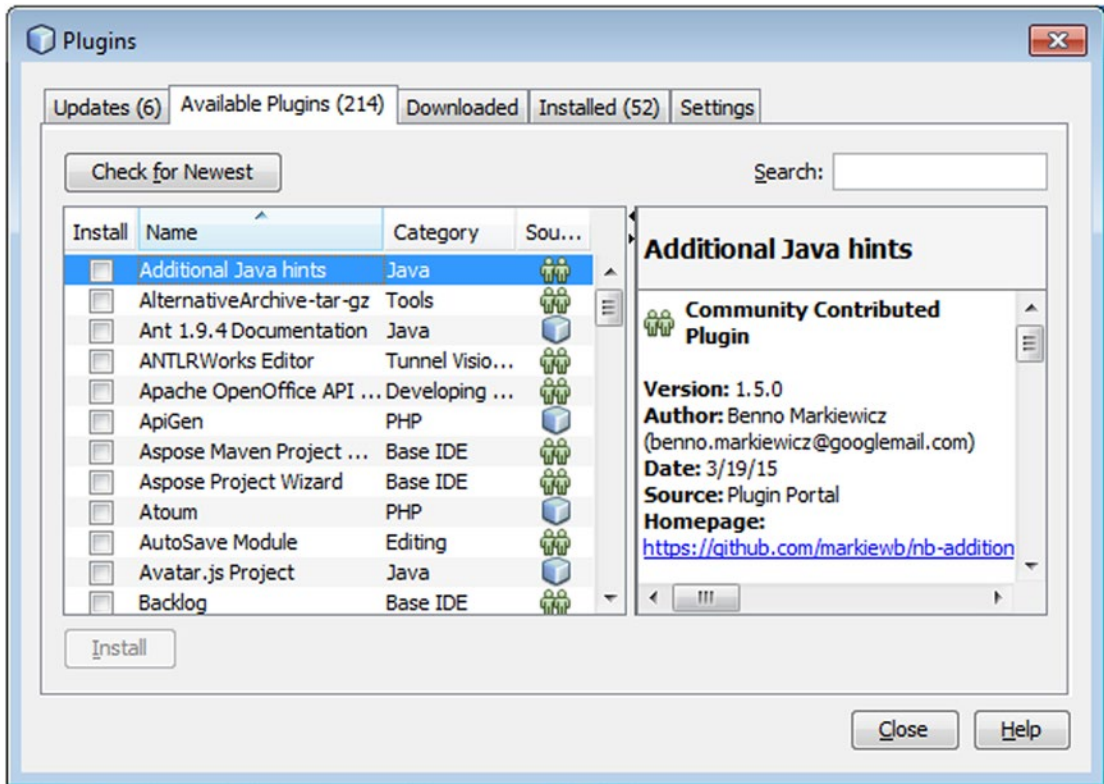 Plugins
Updates (6) Available Plugins (214) Downloaded Installed (52) Settings
Check for Newest Search:
Install Name Category Sou...
Additional Java hints Java
AlternativeArchive-tar-gz Tools
Ant 1.9.4 Documentation Java
ANTLRWorks Editor Tunnel Visio...
Apache OpenOffice API ... Developing ...
ApiGen PHP
Aspose Maven Project ... Base IDE
Aspose Project Wizard Base IDE
Atoum PHP
AutoSave Module Editing
Avatar.js Project Java
Backlog Base IDE
Additional Java hints
Community Contributed
Plugin
Version: 1.5.0
Author: Benno Markiewicz
(benno.markiewicz@googlemail.com)
Date: 3/19/15
Source: Plugin Portal
Homepage:
https://github.com/markiewb/nb-addition
Install
Close Help